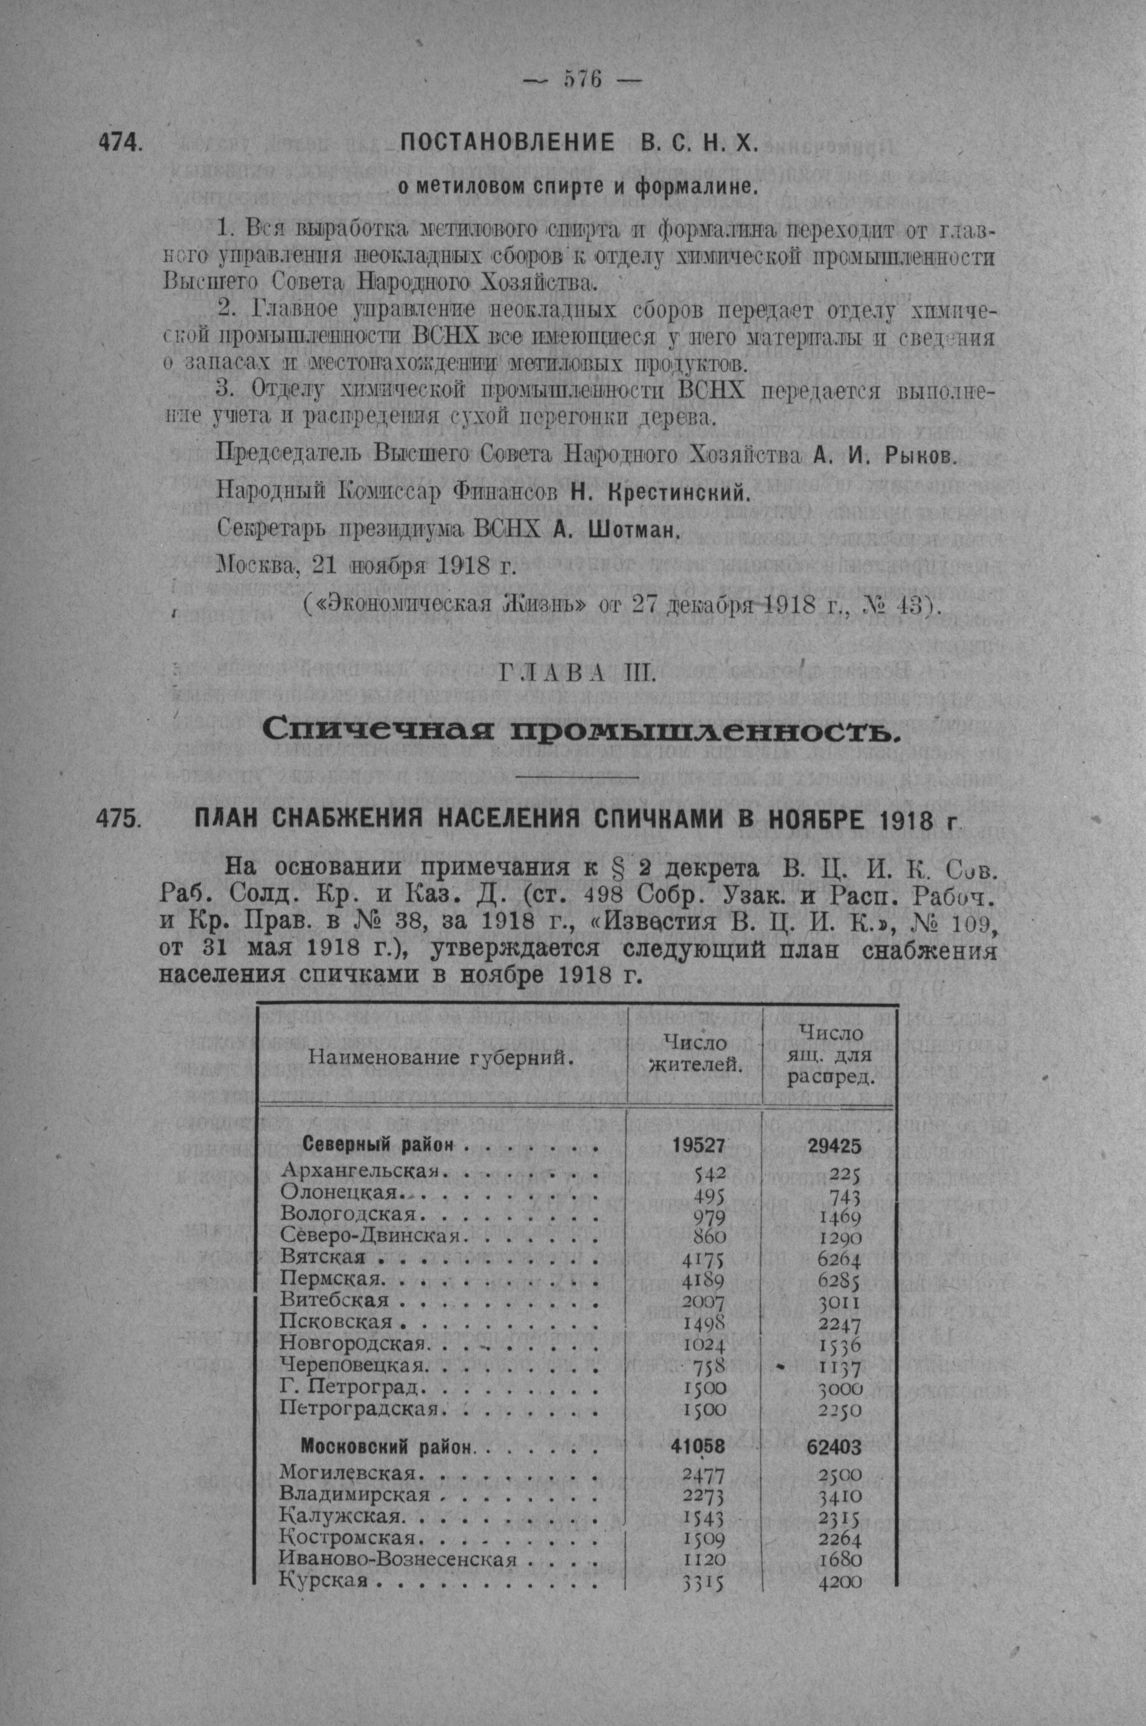 — 576 —
474. ПОСТАНОВЛЕНИЕ В. С. Н. Х.
о метиловом спирте и формалине.
1. Вся выработка метилового спирта и формалина переходит от глав-
ного управления неокладных сборов к отделу химической промышленности
Высшего Совета Народного Хозяйства.
2. Главное управление неокладных сборов передает отделу химиче-
ской промышленности ВСНХ все имеющиеся у него материалы и сведения
о запасах и местонахождении метиловых продуктов.
3. Отделу химической промышленности ВСНХ передается выполне-
ние учета и распредения сухой перегонки дерева.
Председатель Высшего Совета Народного Хозяйства А. И. Рыков.
Народный Комиссар Финансов Н. Крестинский.
Секретарь президиума ВСНХ А. Шотман.
Москва, 21 ноября 1918 г.
(«Экономическая Жизнь» от 27 декабря 1918 г., № 43).
ГЛАВА III.
Спичечная промышленность.
475. ПЛАН СНАБЖЕНИЯ НАСЕЛЕНИЯ СПИЧКАМИ В НОЯБРЕ 1918 г
На основании примечания к § 2 декрета В. Ц. И. К. Сов.
Раб. Солд. Кр. и Каз. Д. (ст. 498 Собр. Узак. и Расп. Рабоч.
и Кр. Прав. в № 38, за 1918 г., «Известия В. Ц. И. К.», № 109,
от 31 мая 1918 г.), утверждается следующий план снабжения
населения спичками в ноябре 1918 г.
Наименование губерний. Число жителей. Число ящ. для распред.
Северный район . . . . . . . 19527 29425
Архангельская. . . . . . . . 542 225
Олонецкая. . . . . . . . . . 495 743
Вологодская. . . . . . . . . 979 1469
Северо-Двинская. . . . . . . 860 1290
Вятская . . . . . . . . . . . 4175 6264
Пермская. . . . . . . . . . . 4189 6285
Витебская . . . . . . . . . . 2007 3011
Псковская . . . . . . . . . . 1498 2247
Новгородская. . . . . . . . . 1024 1536
Череповецкая. . . . . . . . . 758 1137
Г. Петроград. . . . . . . . . 1500 3000
Петроградская. . . . . . . . 1500 2250
Московский район. . . . . . . 41058 62403
Могилевская. . . . . . . . . 2477 2500
Владимирская . . . . . . . . 2273 3410
Калужская. . . . . . . . . . 1543 2315
Костромская. . . . . . . . . 1509 2264
Иваново-Вознесенская . . . . 1120 1680
Курская . . . . . . . . . . . 3315 4200